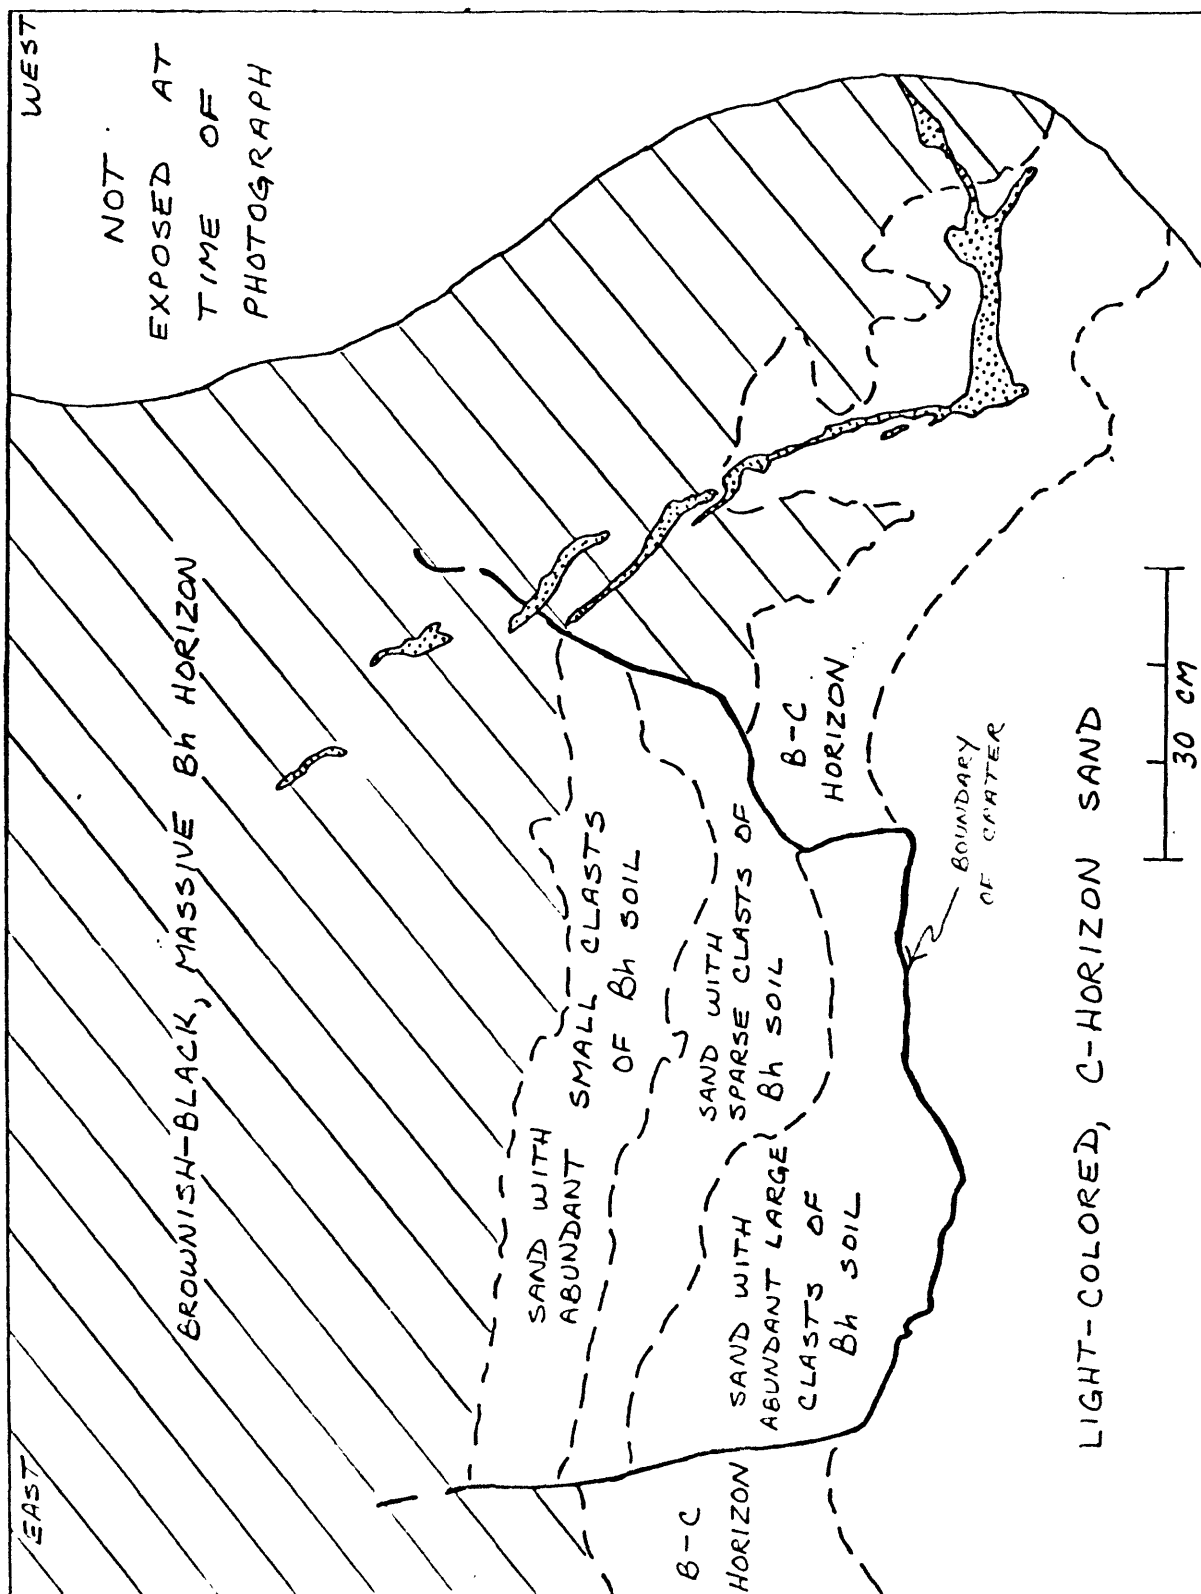 EAST
WEST
NOT
EXPOSED AT
TIME OF
PHOTOGRAPH
BROWNISH-BLACK, MASSIVE Bh HORIZON
SAND WITH
ABUNDANT SMALL CLASTS
OF Bh SOIL
SAND WITH
SPARSE CLASTS OF
Bh SOIL
SAND WITH
ABUNDANT LARGE
CLASTS OF
Bh SOIL
B-C
HORIZON
B-C
HORIZON
BOUNDARY
OF CRATER
LIGHT-COLORED, C-HORIZON SAND
30 CM